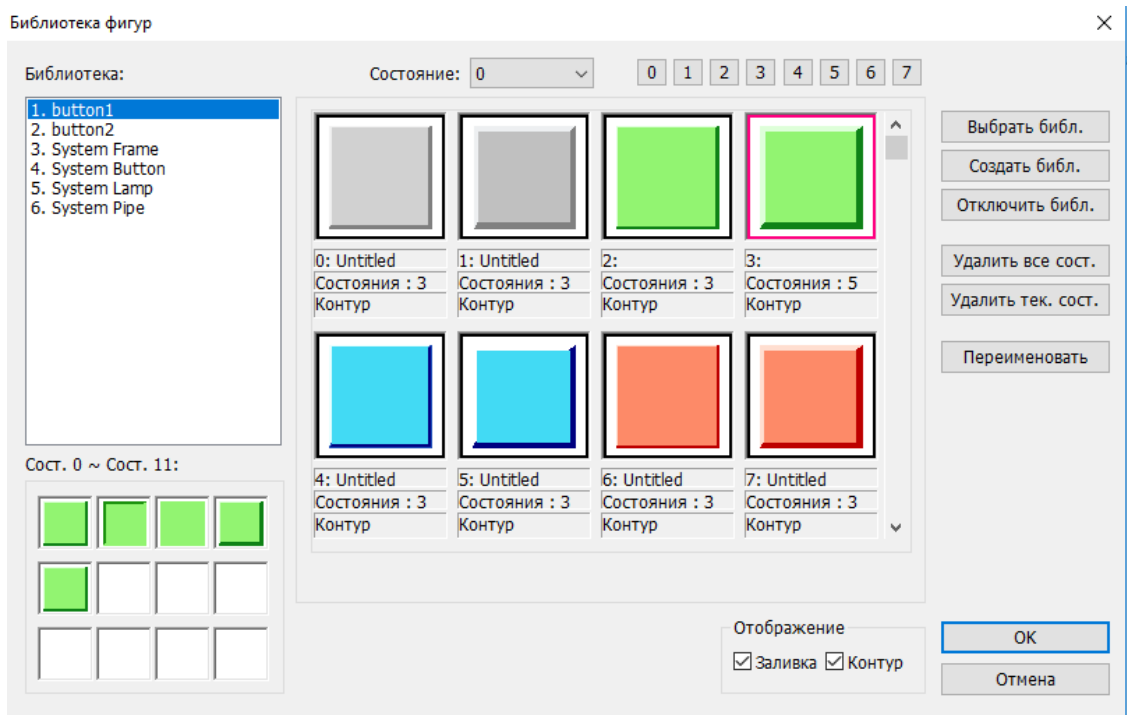 Библиотека фигур
Библиотека:
Состояние: 0
0 1 2 3 4 5 6 7
1. button1
2. button2
3. System Frame
4. System Button
5. System Lamp
6. System Pipe
0: Untitled
Состояния : 3
Контур
1: Untitled
Состояния : 3
Контур
2:
Состояния : 3
Контур
3:
Состояния : 5
Контур
4: Untitled
Состояния : 3
Контур
5: Untitled
Состояния : 3
Контур
6: Untitled
Состояния : 3
Контур
7: Untitled
Состояния : 3
Контур
Выбрать библ.
Создать библ.
Отключить библ.
Удалить все сост.
Удалить тек. сост.
Переименовать
Сост. 0 ~ Сост. 11:
Отображение
Заливка Контур
OK
Отмена